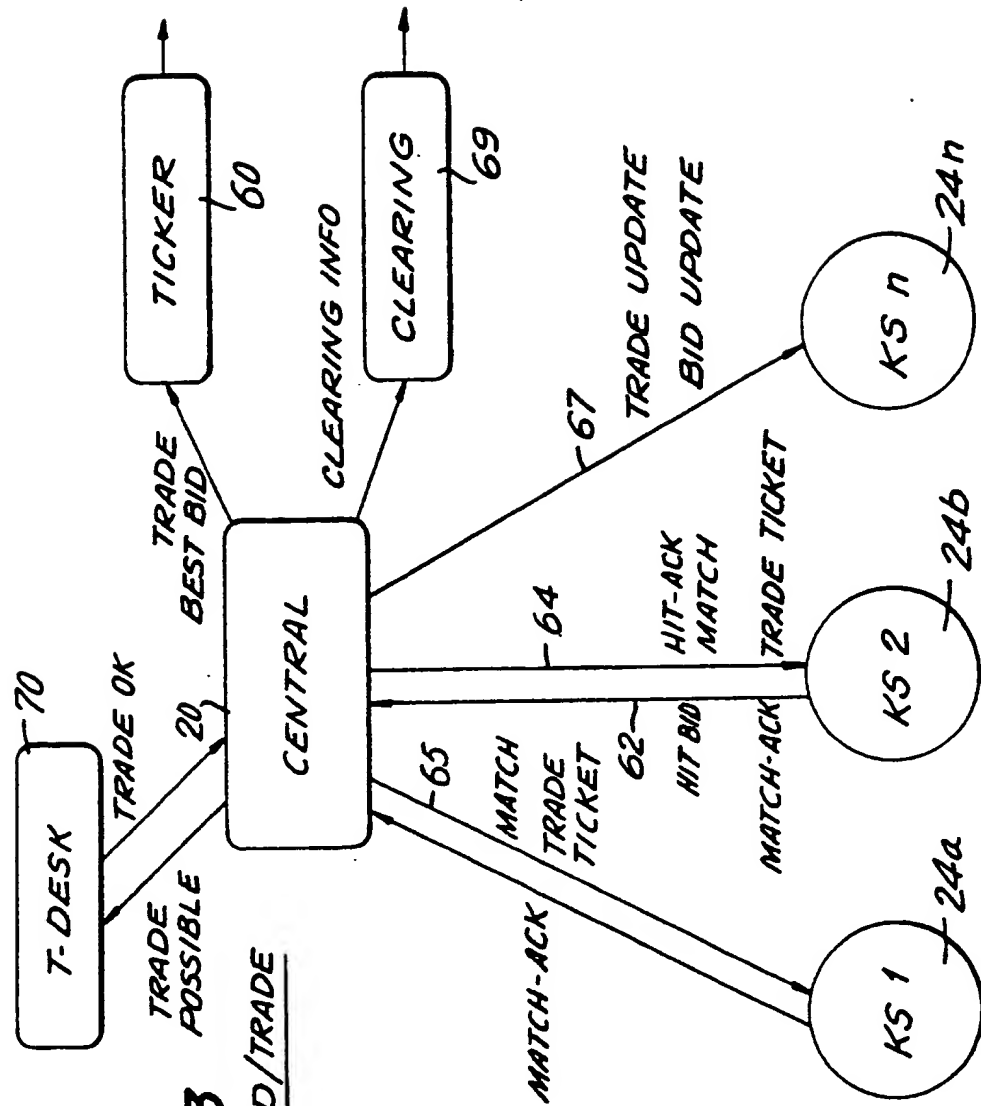 70
T-DESK
TRADE OK
TRADE
POSSIBLE
20
CENTRAL
TRADE
BEST BID
TICKER
60
CLEARING INFO
CLEARING
69
3
D/TRADE
65
MATCH
TRADE
TICKET
MATCH-ACK
62
HIT BID
MATCH-ACK
64
HIT-ACK
MATCH
TRADE TICKET
67
TRADE UPDATE
BID UPDATE
KS 1
24a
KS 2
24b
KS n
24n